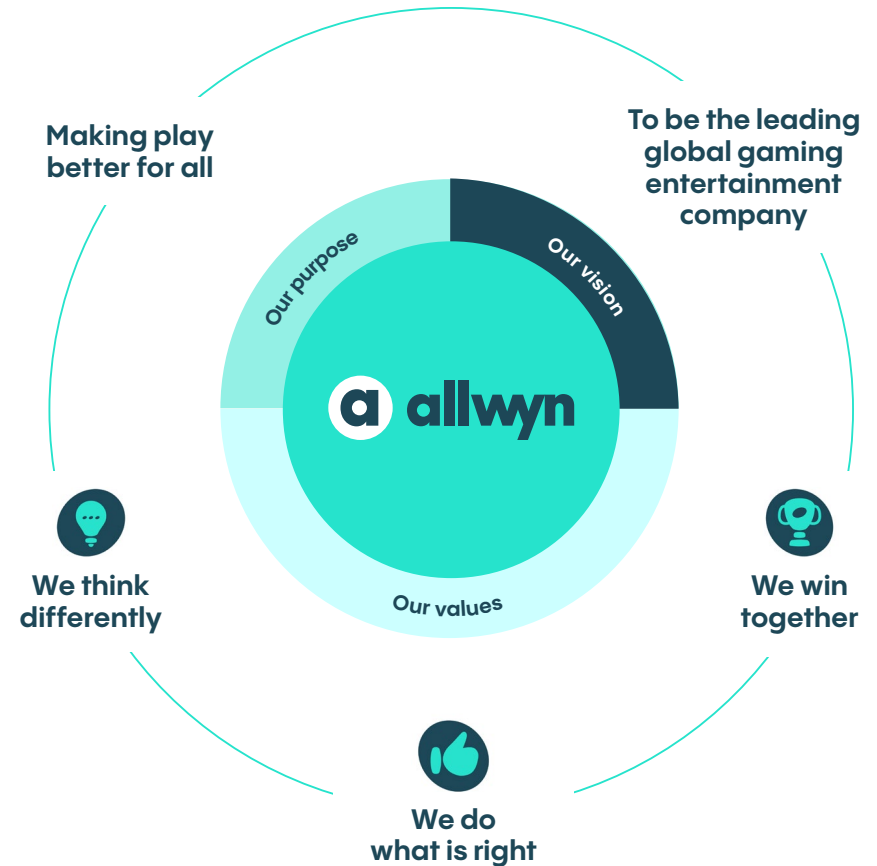 Making play
better for all
To be the leading
global gaming
entertainment
company
Our purpose
Our vision
a allwyn
We think
differently
We win
together
Our values
We do
what is right